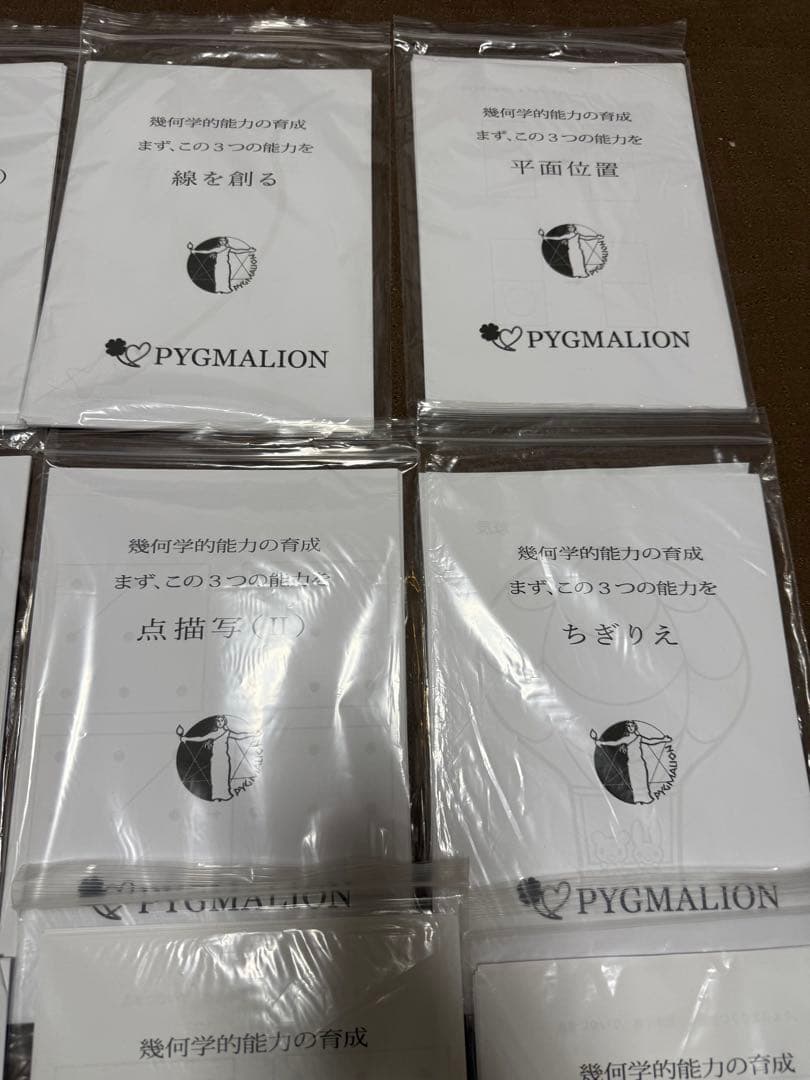 幾何学的能力の育成
まず、この3つの能力を
線を創る
PYGMALION
PYGMALION
幾何学的能力の育成
まず、この3つの能力を
平面位置
PYGMALION
PYGMALION
)
幾何学的能力の育成
まず、この3つの能力を
点描写(II)
PYGMALION
PYGMALION
幾何学的能力の育成
まず、この3つの能力を
ちぎりえ
PYGMALION
PYGMALION
幾何学的能力の育成
幾何学的能力の育成